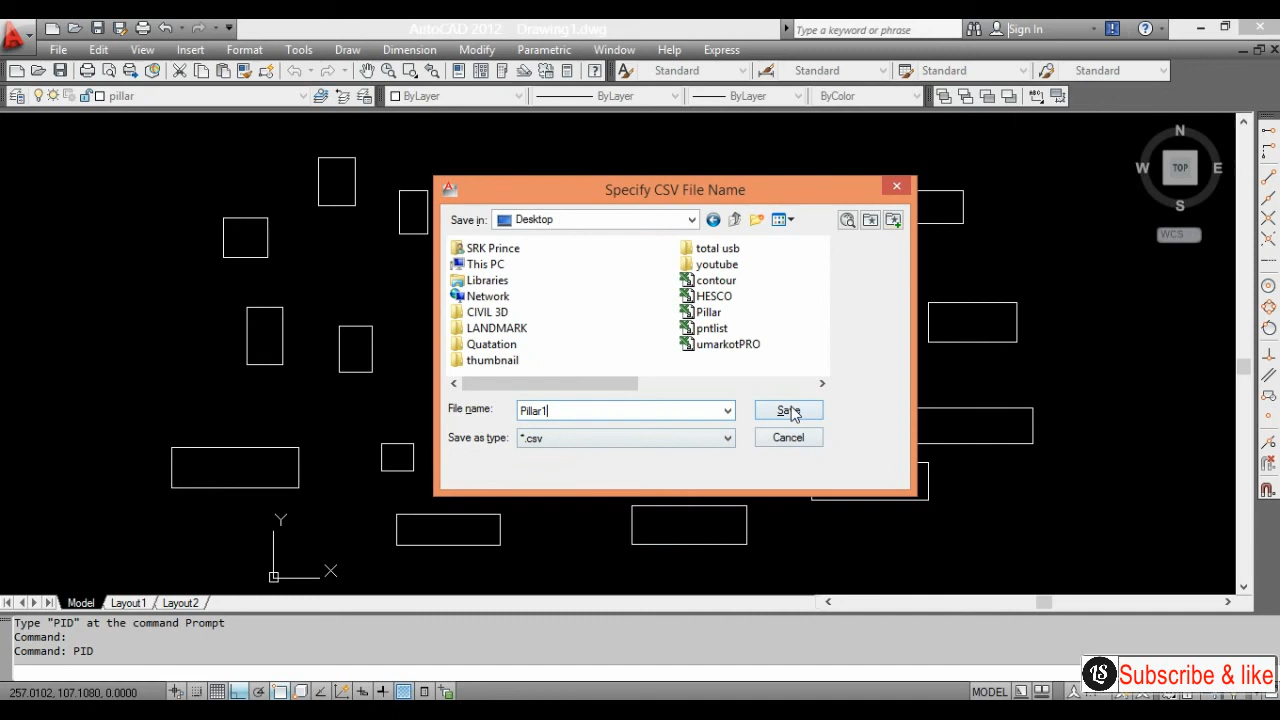 AutoCAD 2012 Drawing1.dwg
Type a keyword or phrase
Sign In
File Edit View Insert Format Tools Draw Dimension Modify Parametric Window Help Express
Standard Standard Standard Standard
pillar ByLayer ByLayer ByLayer ByColor
N
W TOP E
S
WCS
Specify CSV File Name
Save in: Desktop
SRK Prince
This PC
Libraries
Network
CIVIL 3D
LANDMARK
Quatation
thumbnail
total usb
youtube
contour
HESCO
Pillar
pntlist
umarkotPRO
File name: Pillar1 Save
Save as type: *.csv Cancel
Y
X
Model Layout1 Layout2
Type "PID" at the command Prompt
Command:
Command: PID
LS Subscribe & like
257.0102, 107.1080, 0.0000 MODEL